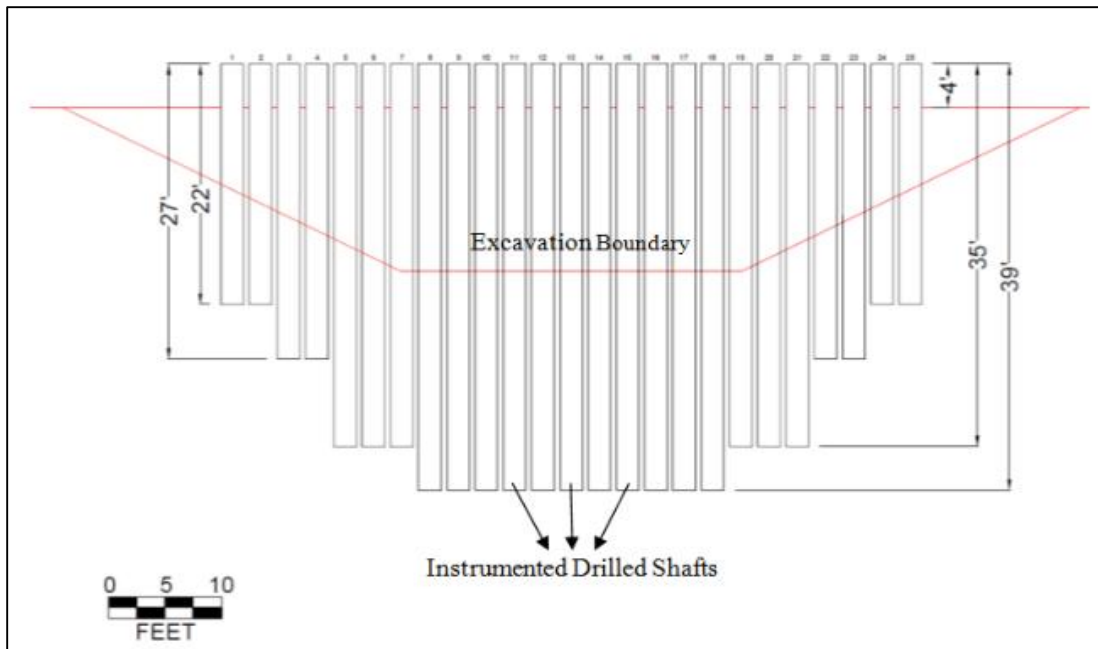 1 2 3 4 5 6 7 8 9 10 11 12 13 14 15 16 17 18 19 20 21 22 23 24 25
4'
27'
22'
Excavation Boundary
35'
39'
Instrumented Drilled Shafts
0 5 10
FEET